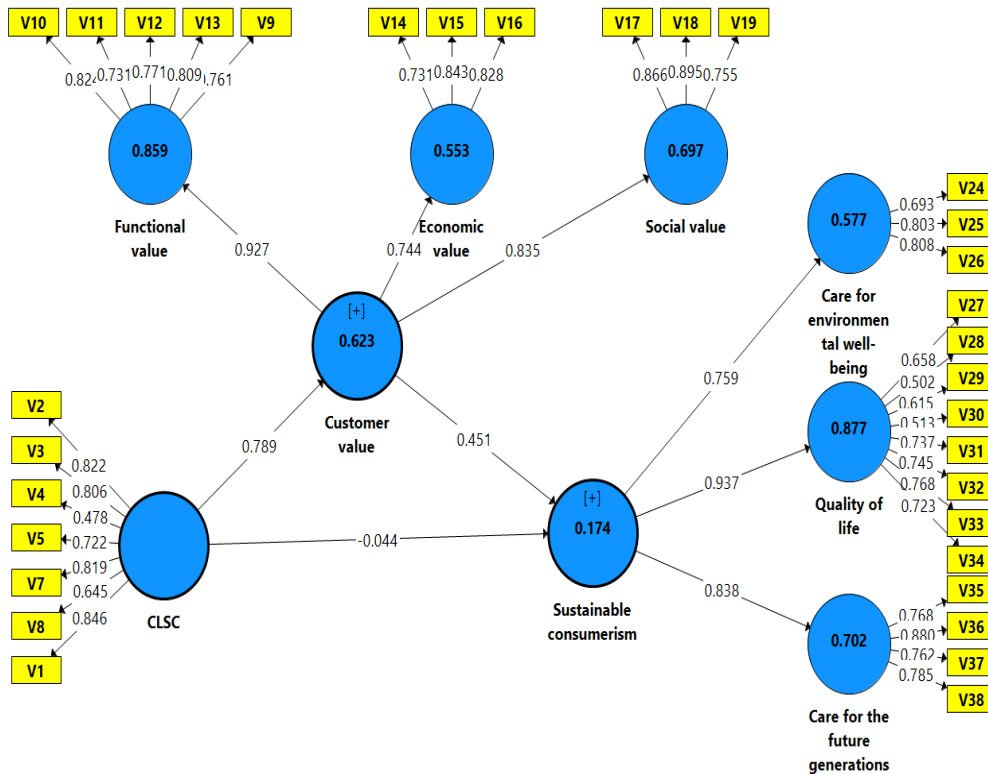 V10 V11 V12 V13 V9
V14 V15 V16
V17 V18 V19
0.731 0.771 0.809
0.731 0.843 0.828
0.866 0.895 0.755
0.859
0.553
0.697
Functional
value
Economic
value
Social value
0.927
0.744
0.835
V24
V25
V26
0.693
0.803
0.808
0.577
Care for
environmen
tal well-
being
[+]
0.623
Customer
value
0.789
0.451
0.759
V27
V28
V29
V30
V31
V32
V33
V34
0.658
0.502
0.615
0.513
0.737
0.745
0.768
0.723
0.877
Quality of
life
0.937
V2
V3
V4
V5
V7
V8
V1
0.822
0.806
0.478
0.722
0.819
0.645
0.846
CLSC
-0.044
[+]
0.174
Sustainable
consumerism
0.838
V35
V36
V37
V38
0.768
0.880
0.762
0.785
0.702
Care for the
future
generations